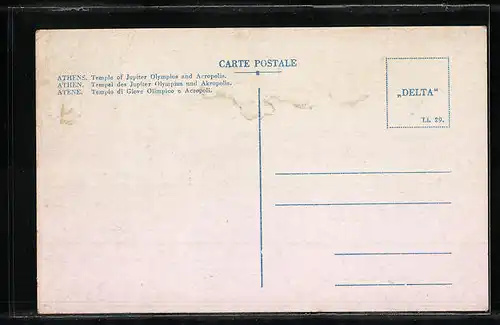 CARTE POSTALE
ATHENS. Temple of Jupiter Olympios and Acropolis.
ATHEN. Tempel des Jupiter Olympios und Akropolis.
ATENE. Tempio di Giove Olimpico e Acropoli.
„DELTA"
Li. 29.